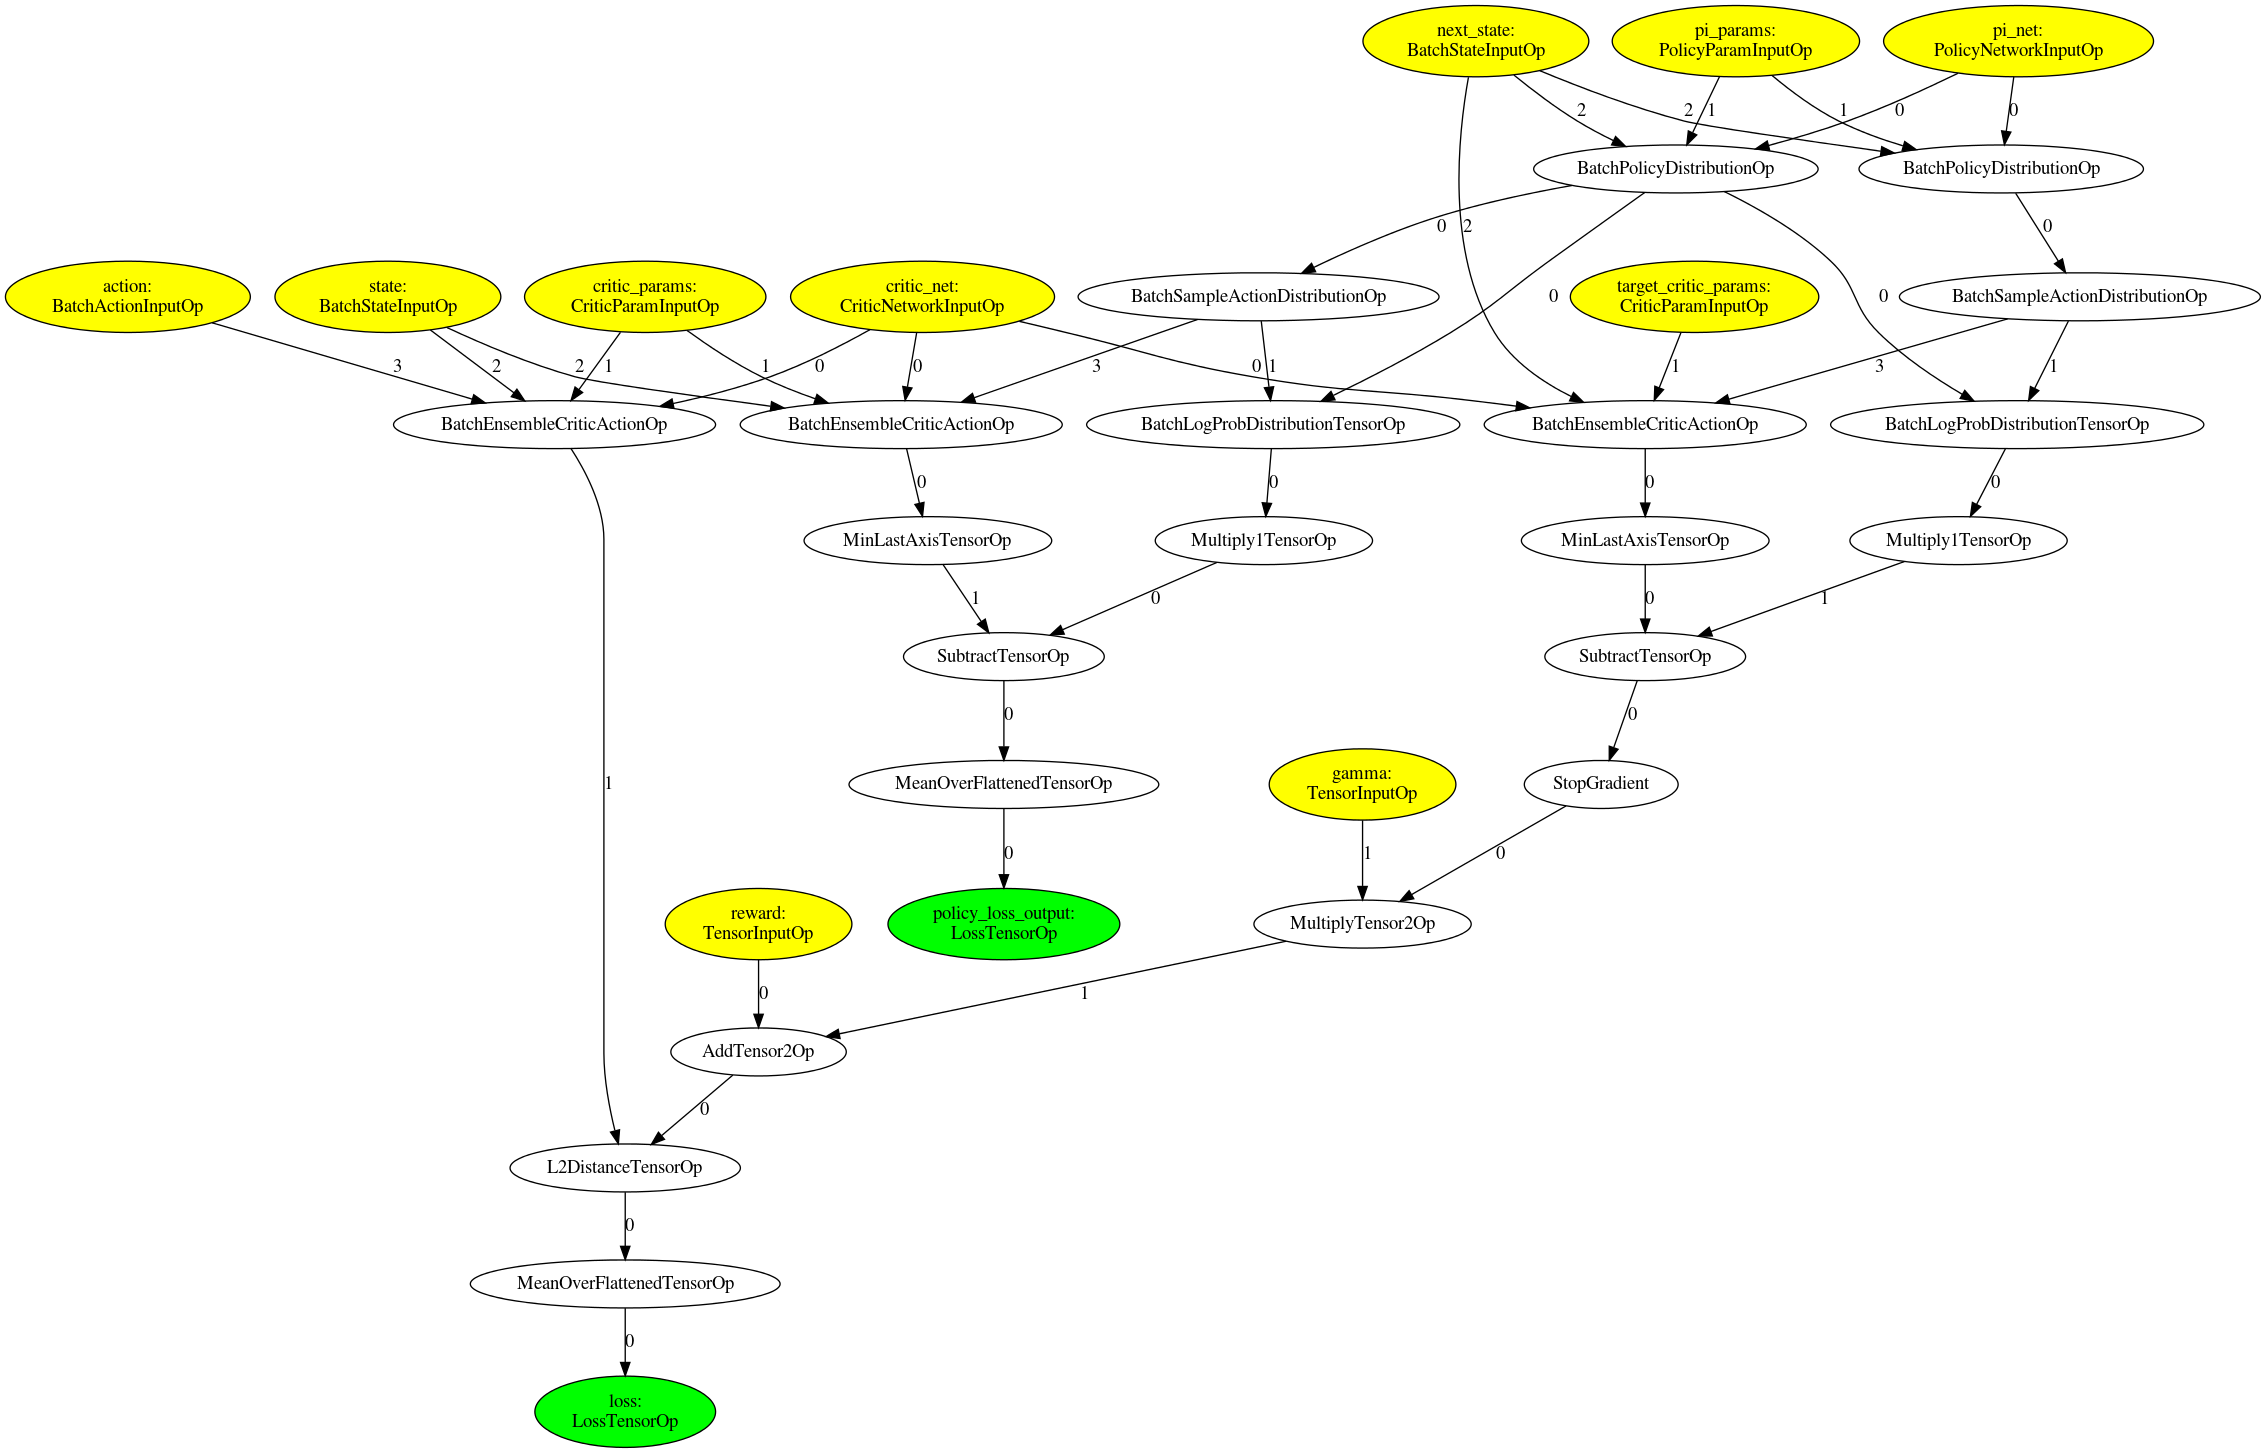 next_state:
BatchStateInputOp
pi_params:
PolicyParamInputOp
pi_net:
PolicyNetworkInputOp
2
2
1
1
0
0
BatchPolicyDistributionOp
BatchPolicyDistributionOp
0
2
0
action:
BatchActionInputOp
state:
BatchStateInputOp
critic_params:
CriticParamInputOp
critic_net:
CriticNetworkInputOp
BatchSampleActionDistributionOp
0
target_critic_params:
CriticParamInputOp
0
BatchSampleActionDistributionOp
3
2
2
1
1
0
0
3
0
1
1
3
1
BatchEnsembleCriticActionOp
BatchEnsembleCriticActionOp
BatchLogProbDistributionTensorOp
BatchEnsembleCriticActionOp
BatchLogProbDistributionTensorOp
0
0
0
0
MinLastAxisTensorOp
Multiply1TensorOp
MinLastAxisTensorOp
Multiply1TensorOp
1
0
0
1
SubtractTensorOp
SubtractTensorOp
0
0
1
MeanOverFlattenedTensorOp
gamma:
TensorInputOp
StopGradient
0
1
0
reward:
TensorInputOp
policy_loss_output:
LossTensorOp
MultiplyTensor2Op
0
1
AddTensor2Op
0
L2DistanceTensorOp
0
MeanOverFlattenedTensorOp
0
loss:
LossTensorOp